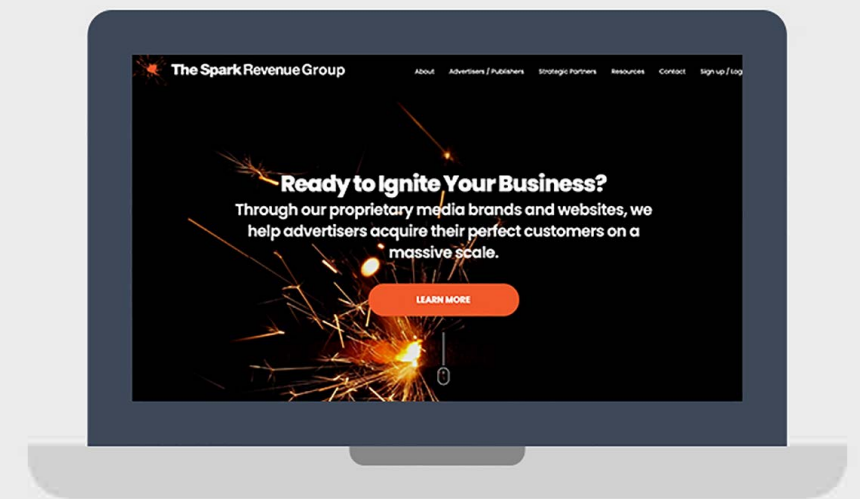 The Spark Revenue Group
About Advertisers / Publishers Strategic Partners Resources Contact Sign up / Log
Ready to Ignite Your Business?
Through our proprietary media brands and websites, we
help advertisers acquire their perfect customers on a
massive scale.
LEARN MORE